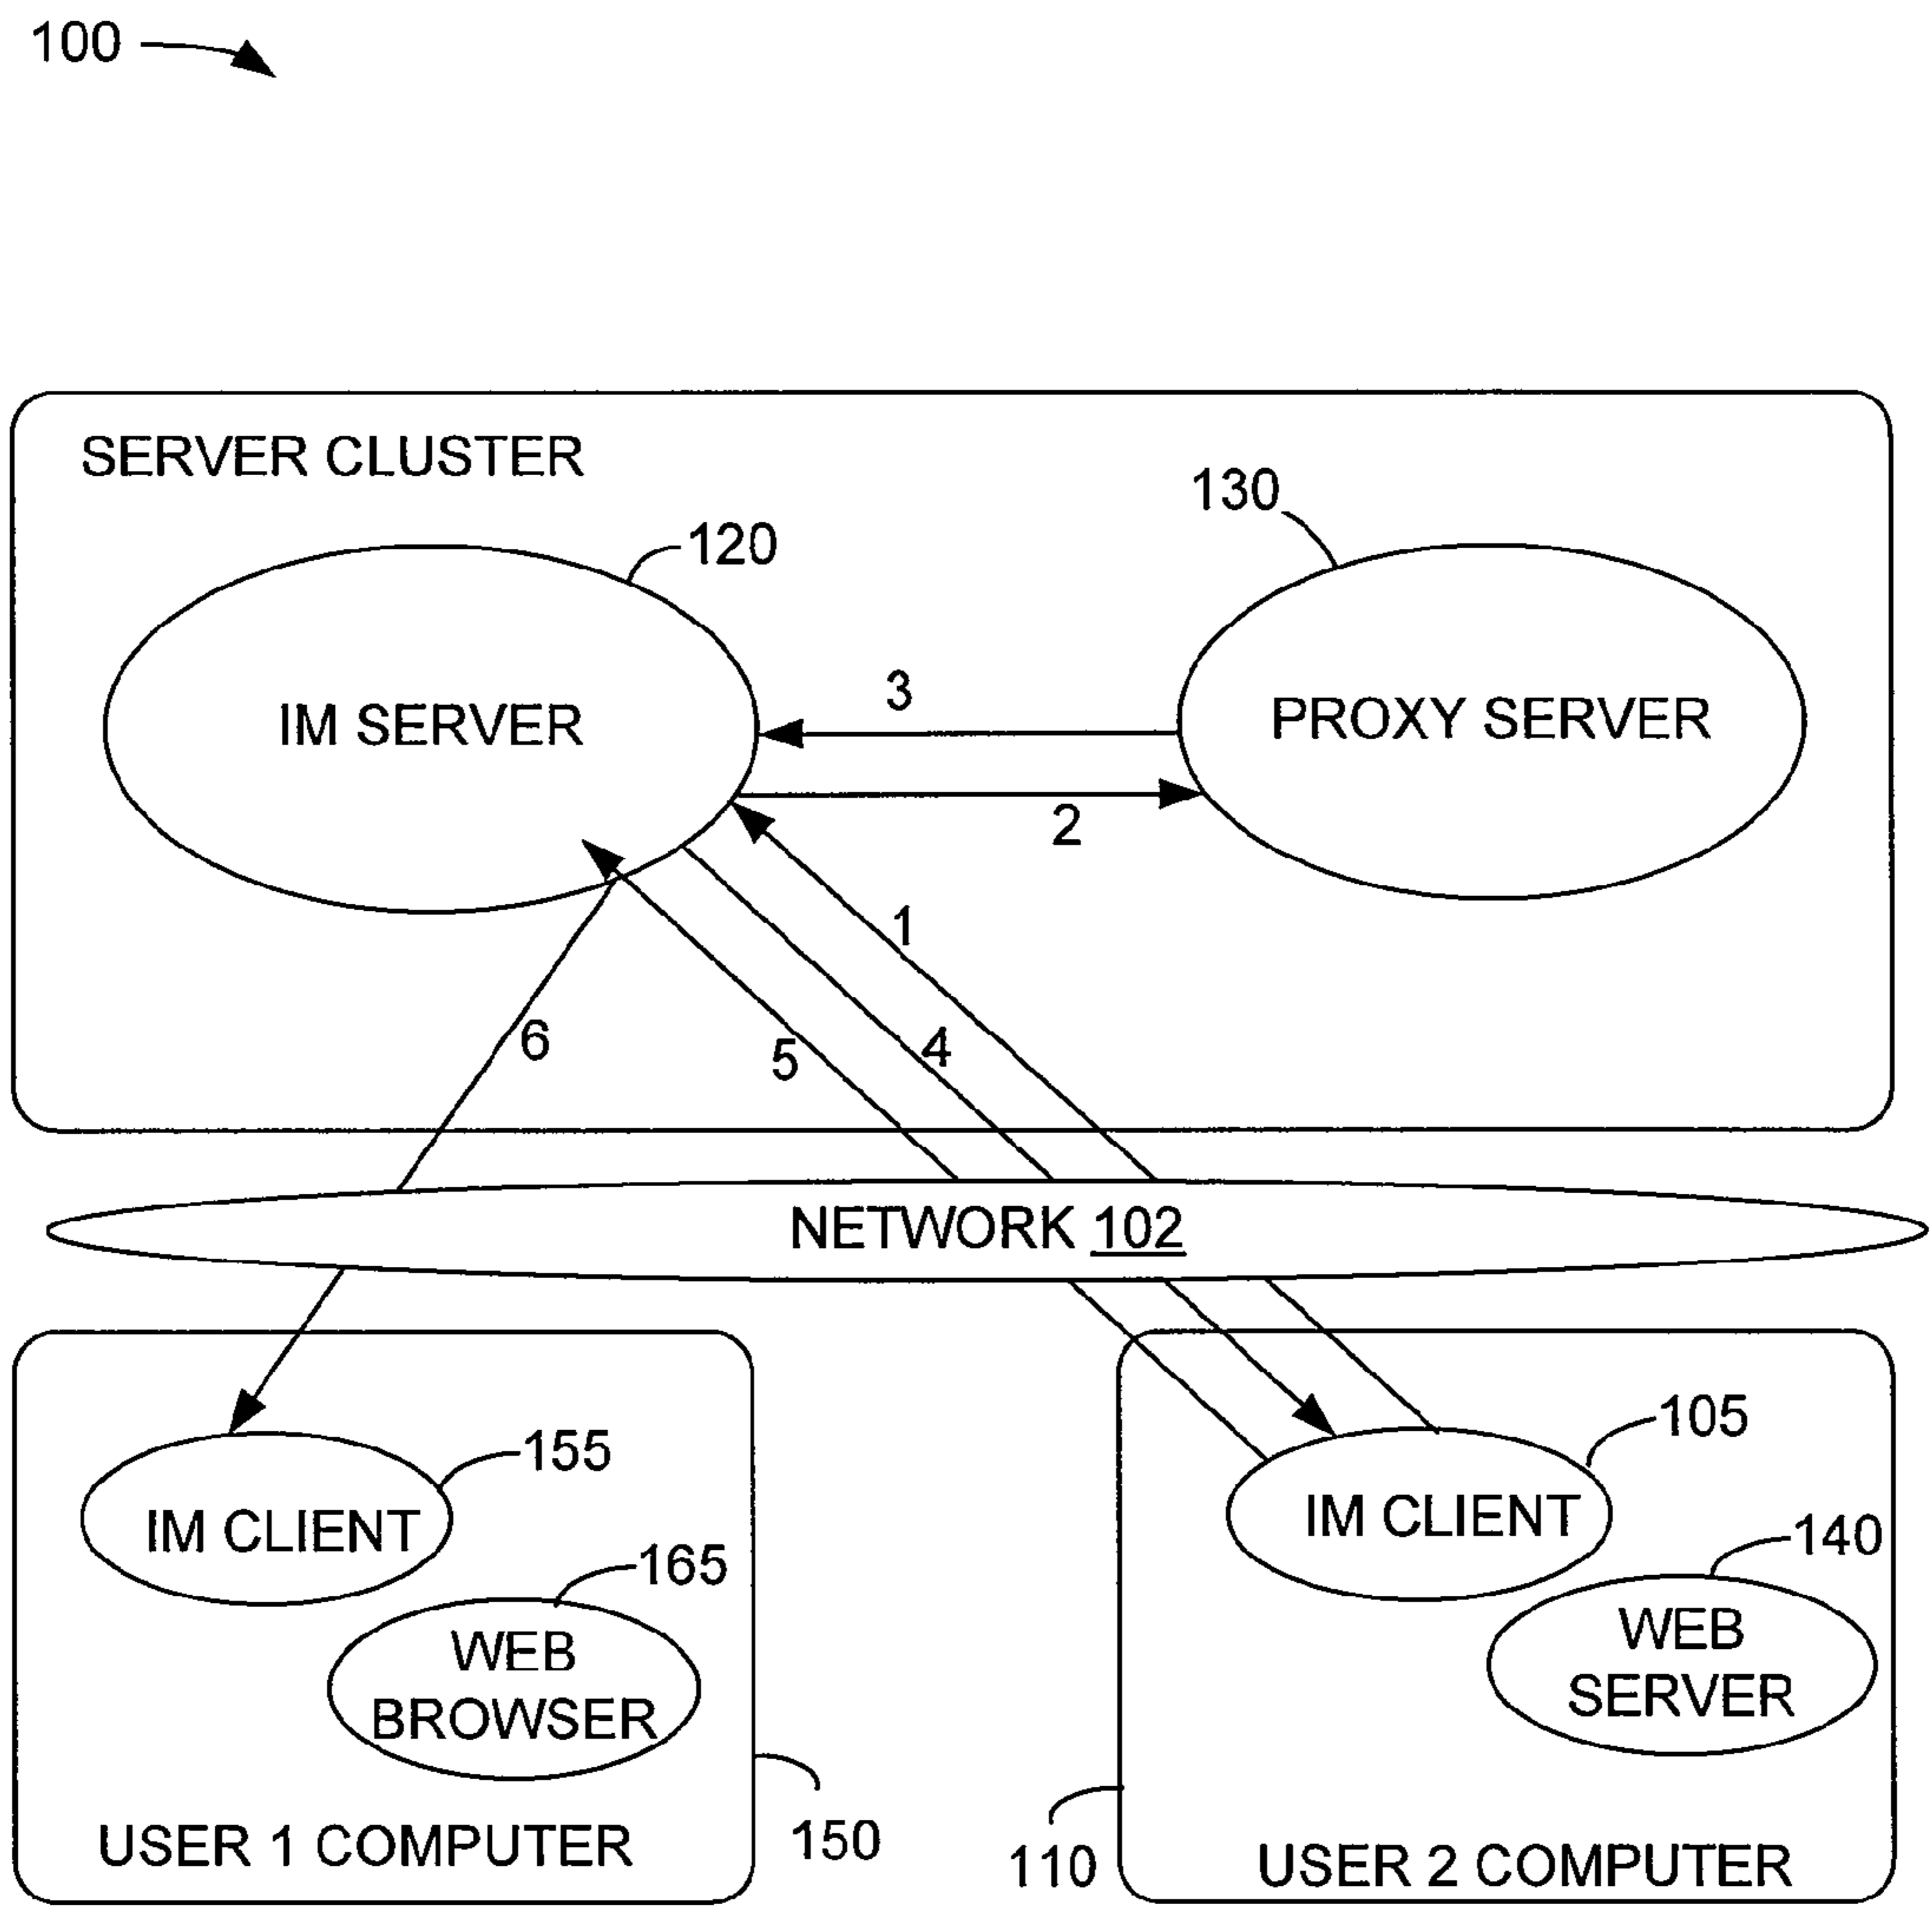 100
SERVER CLUSTER
130
120
3
IM SERVER
PROXY SERVER
2
1
6
5
4
NETWORK 102
105
155
IM CLIENT
IM CLIENT
140
165
WEB
SERVER
WEB
BROWSER
150
110
USER 1 COMPUTER
USER 2 COMPUTER